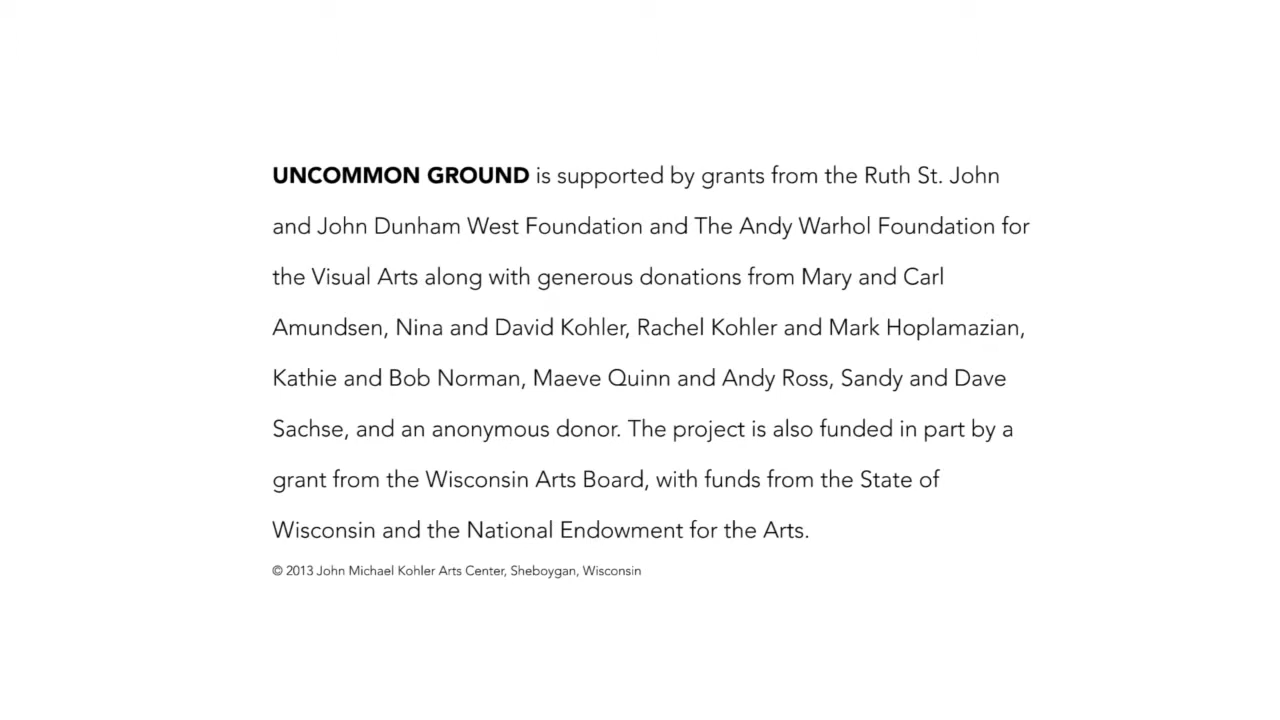 UNCOMMON GROUND is supported by grants from the Ruth St. John
and John Dunham West Foundation and The Andy Warhol Foundation for
the Visual Arts along with generous donations from Mary and Carl
Amundsen, Nina and David Kohler, Rachel Kohler and Mark Hoplamazian,
Kathie and Bob Norman, Maeve Quinn and Andy Ross, Sandy and Dave
Sachse, and an anonymous donor. The project is also funded in part by a
grant from the Wisconsin Arts Board, with funds from the State of
Wisconsin and the National Endowment for the Arts.
© 2013 John Michael Kohler Arts Center, Sheboygan, Wisconsin